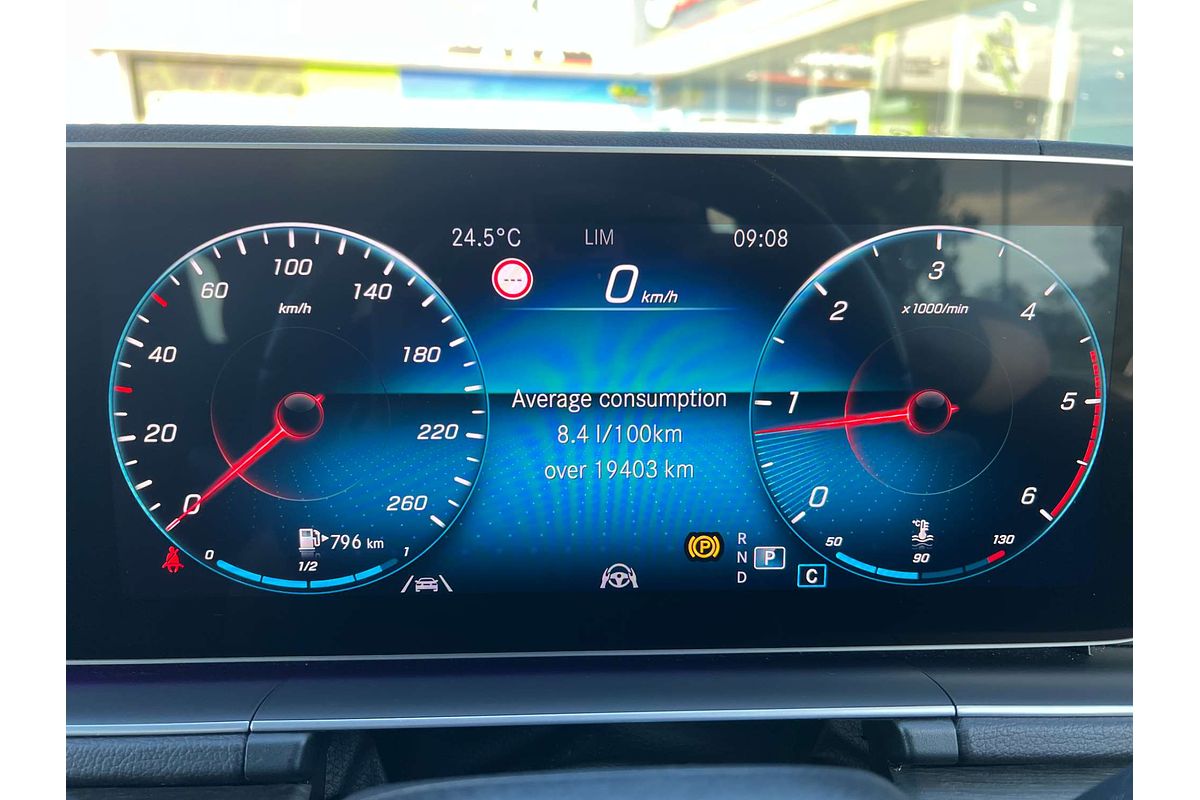 24.5°C
LIM
09:08
---
0 km/h
20
40
60
100
140
180
220
260
0
km/h
Average consumption
8.4 l/100km
over 19403 km
0
1
2
3
4
5
6
x1000/min
796 km
0
1/2
1
P
R
N
D
P
C
°C
50
90
130